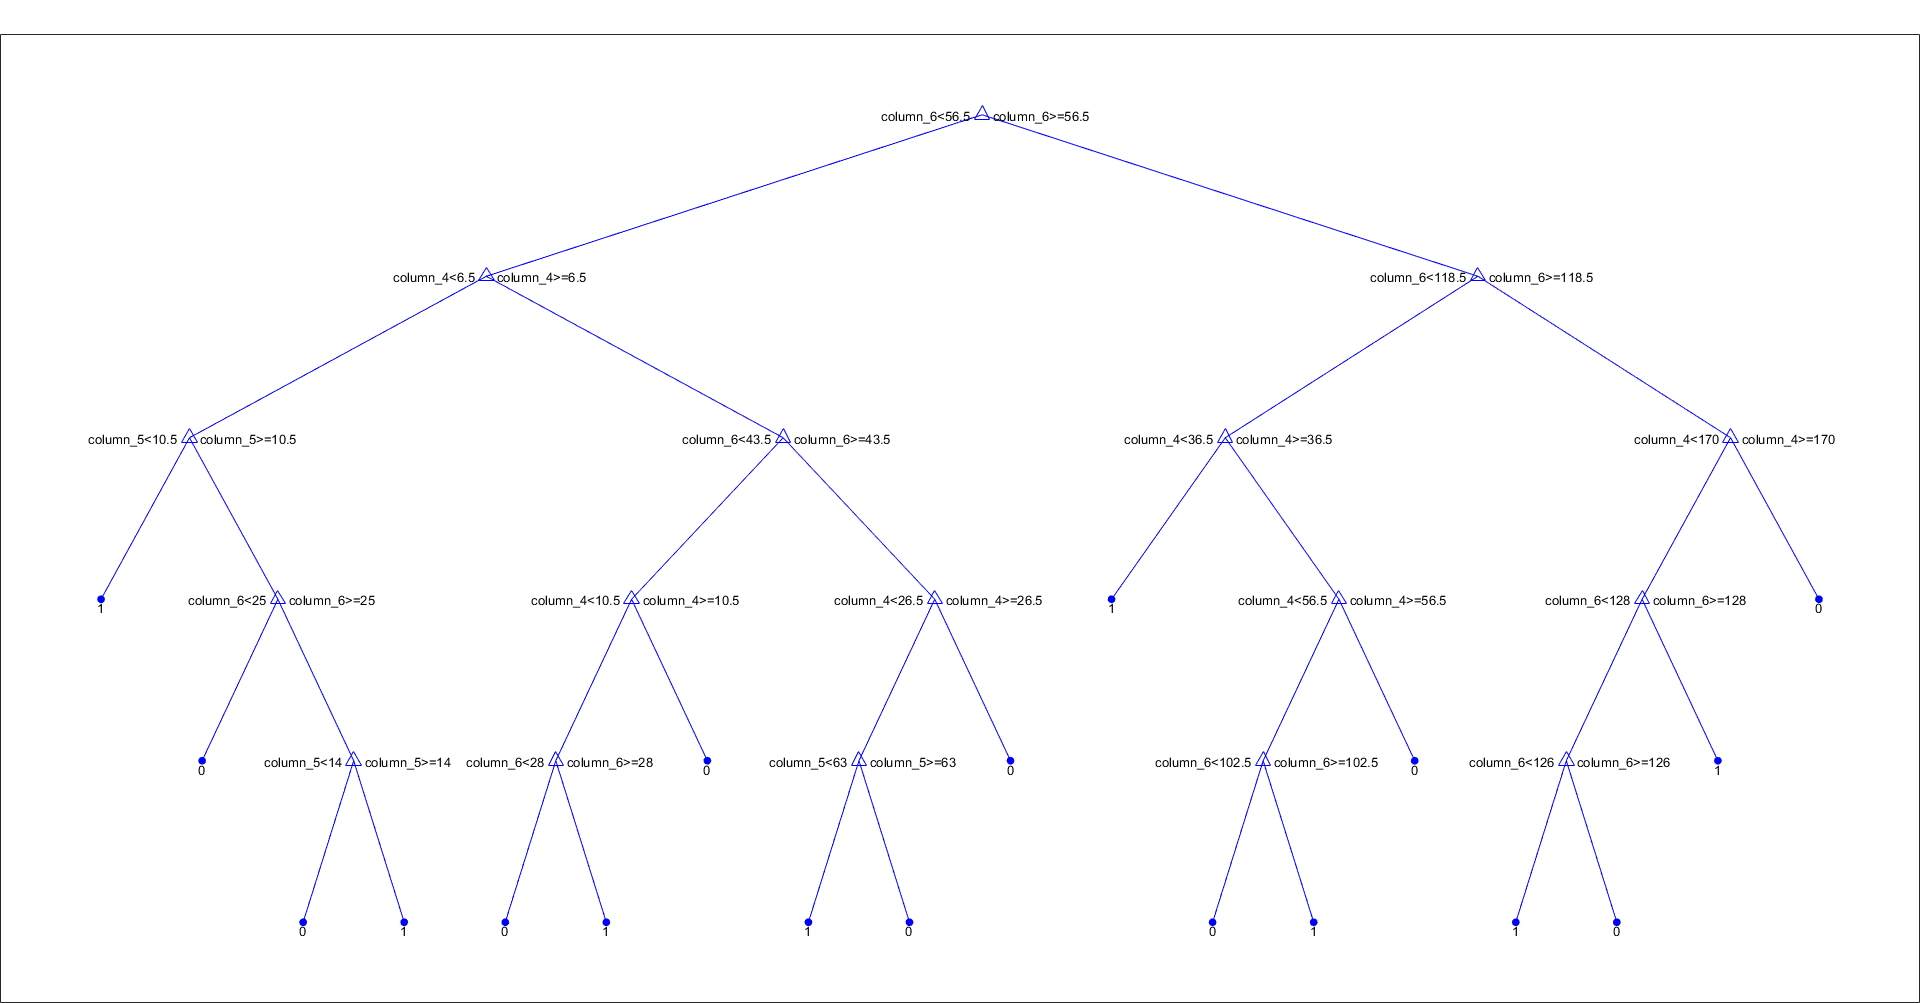 column_6<56.5 column_6>=56.5
column_4<6.5 column_4>=6.5 column_6<118.5 column_6>=118.5
column_5<10.5 column_5>=10.5 column_6<43.5 column_6>=43.5 column_4<36.5 column_4>=36.5 column_4<170 column_4>=170
column_6<25 column_6>=25 column_4<10.5 column_4>=10.5 column_4<26.5 column_4>=26.5 column_4<56.5 column_4>=56.5 column_6<128 column_6>=128
1 1 0
column_5<14 column_5>=14 column_6<28 column_6>=28 column_5<63 column_5>=63 column_6<102.5 column_6>=102.5 column_6<126 column_6>=126
0 0 0 0 1
0 1 0 1 1 0 0 1 1 0